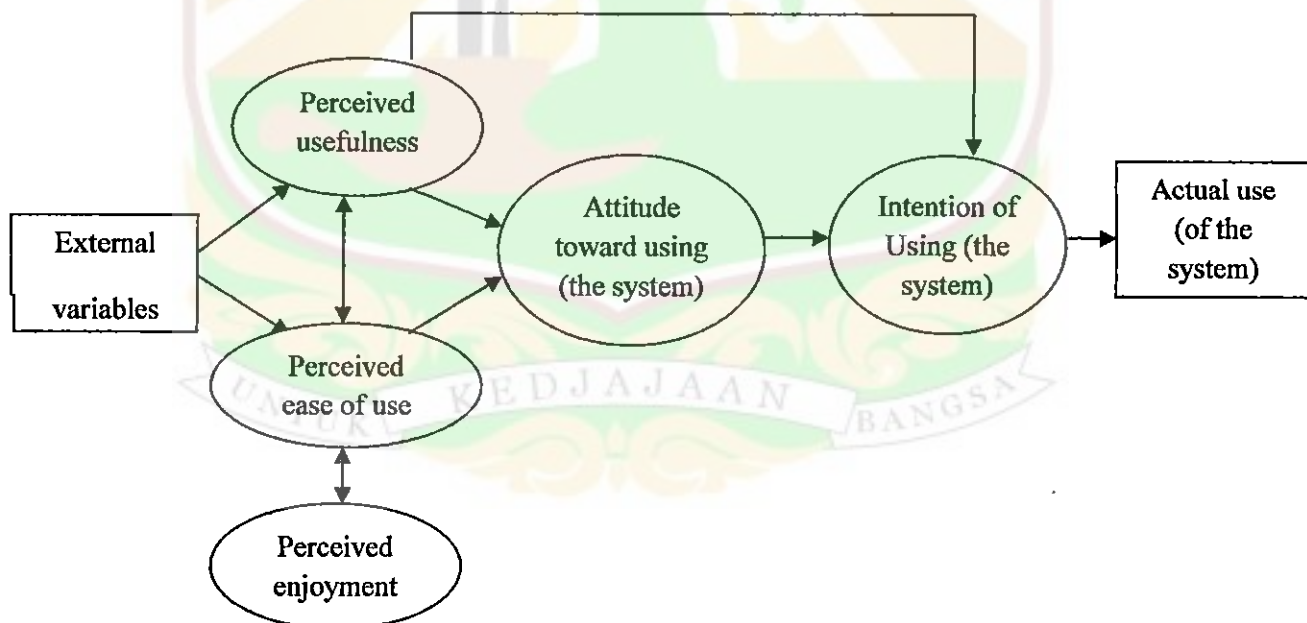 Perceived
usefulness
External
variables
Attitude
toward using
(the system)
Intention of
Using (the
system)
Actual use
(of the
system)
Perceived
ease of use
UNTUK KEDJAJAAN BANGSA
Perceived
enjoyment